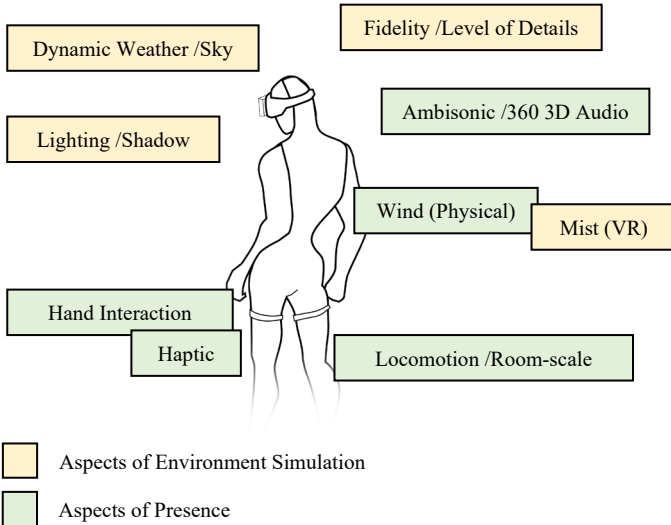 Fidelity /Level of Details
Dynamic Weather /Sky
Ambisonic /360 3D Audio
Lighting /Shadow
Wind (Physical)
Mist (VR)
Hand Interaction
Haptic
Locomotion /Room-scale
Aspects of Environment Simulation
Aspects of Presence